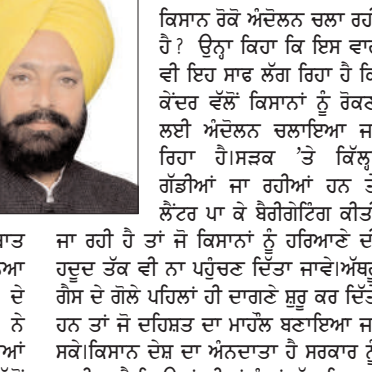 ਕਿਸਾਨ ਰੋਕੋ ਅੰਦੋਲਨ ਚਲਾ ਰਹੀ
ਹੈ? ਉਨ੍ਹਾ ਕਿਹਾ ਕਿ ਇਸ ਵਾਰ
ਵੀ ਇਹ ਸਾਫ ਲੱਗ ਰਿਹਾ ਹੈ ਕਿ
ਕੇਂਦਰ ਵੱਲੋਂ ਕਿਸਾਨਾਂ ਨੂੰ ਰੋਕਣ
ਲਈ ਅੰਦੋਲਨ ਚਲਾਇਆ ਜਾ
ਰਿਹਾ ਹੈ।ਸੜਕ 'ਤੇ ਕਿੱਲ੍ਹ
ਗੱਡੀਆਂ ਜਾ ਰਹੀਆਂ ਹਨ ਤੇ
ਲੈਂਟਰ ਪਾ ਕੇ ਬੈਰੀਗੇਟਿੰਗ ਕੀਤੀ
ਜਾ ਰਹੀ ਹੈ ਤਾਂ ਜੋ ਕਿਸਾਨਾਂ ਨੂੰ ਹਰਿਆਣੇ ਦੀ
ਹਦੂਦ ਤੱਕ ਵੀ ਨਾ ਪਹੁੰਚਣ ਦਿੱਤਾ ਜਾਵੇ।ਅੱਥਰੂ
ਦੇ ਗੈਸ ਦੇ ਗੋਲੇ ਪਹਿਲਾਂ ਹੀ ਦਾਗਣੇ ਸ਼ੁਰੂ ਕਰ ਦਿੱਤੇ
ਨੇ ਹਨ ਤਾਂ ਜੋ ਦਹਿਸ਼ਤ ਦਾ ਮਾਹੌਲ ਬਣਾਇਆ ਜਾ
ਸਕੇ।ਕਿਸਾਨ ਦੇਸ਼ ਦਾ ਅੰਨਦਾਤਾ ਹੈ ਸਰਕਾਰ ਨੂੰ